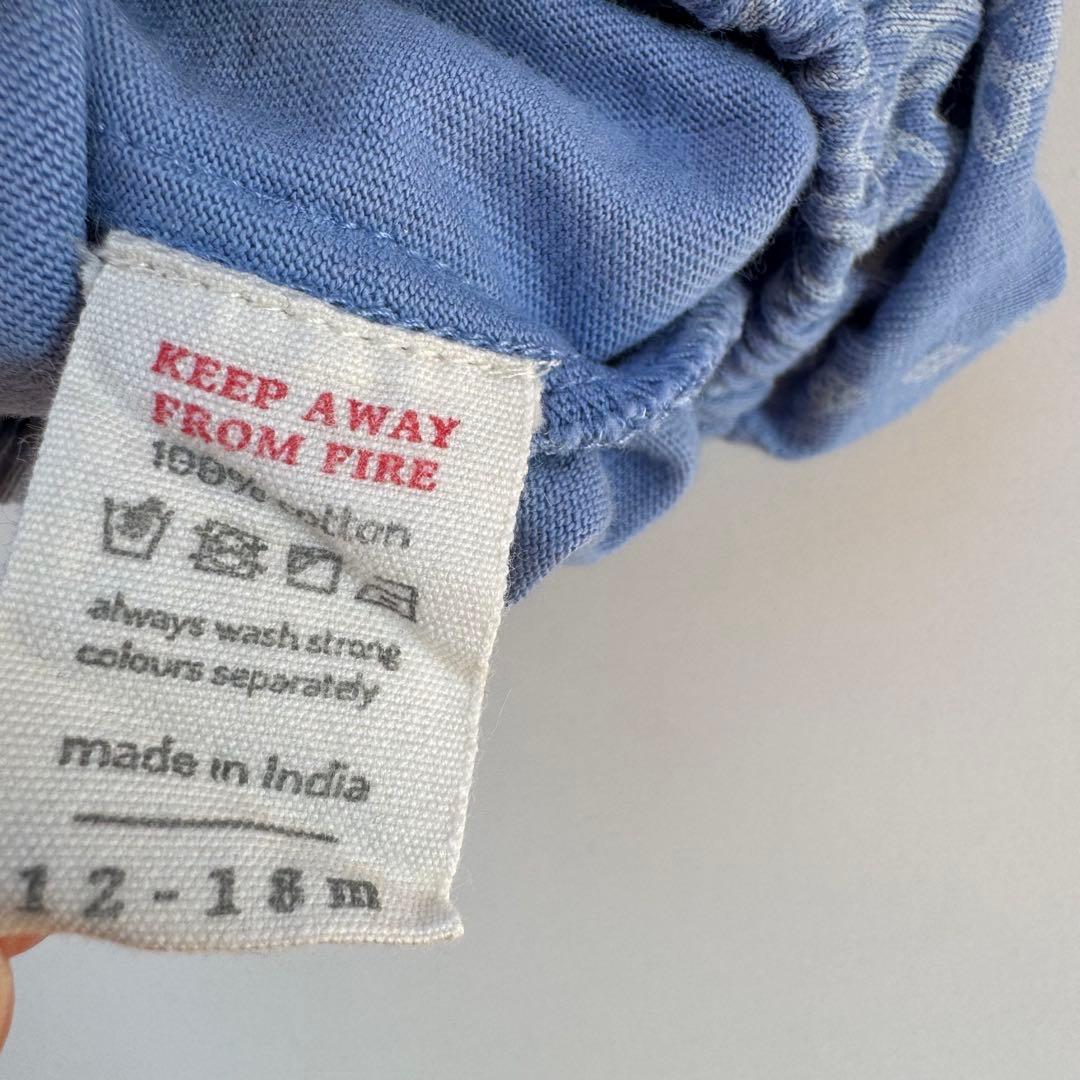 KEEP AWAY
FROM FIRE
100% cotton
always wash strong
colours separately
made in India
12-18m